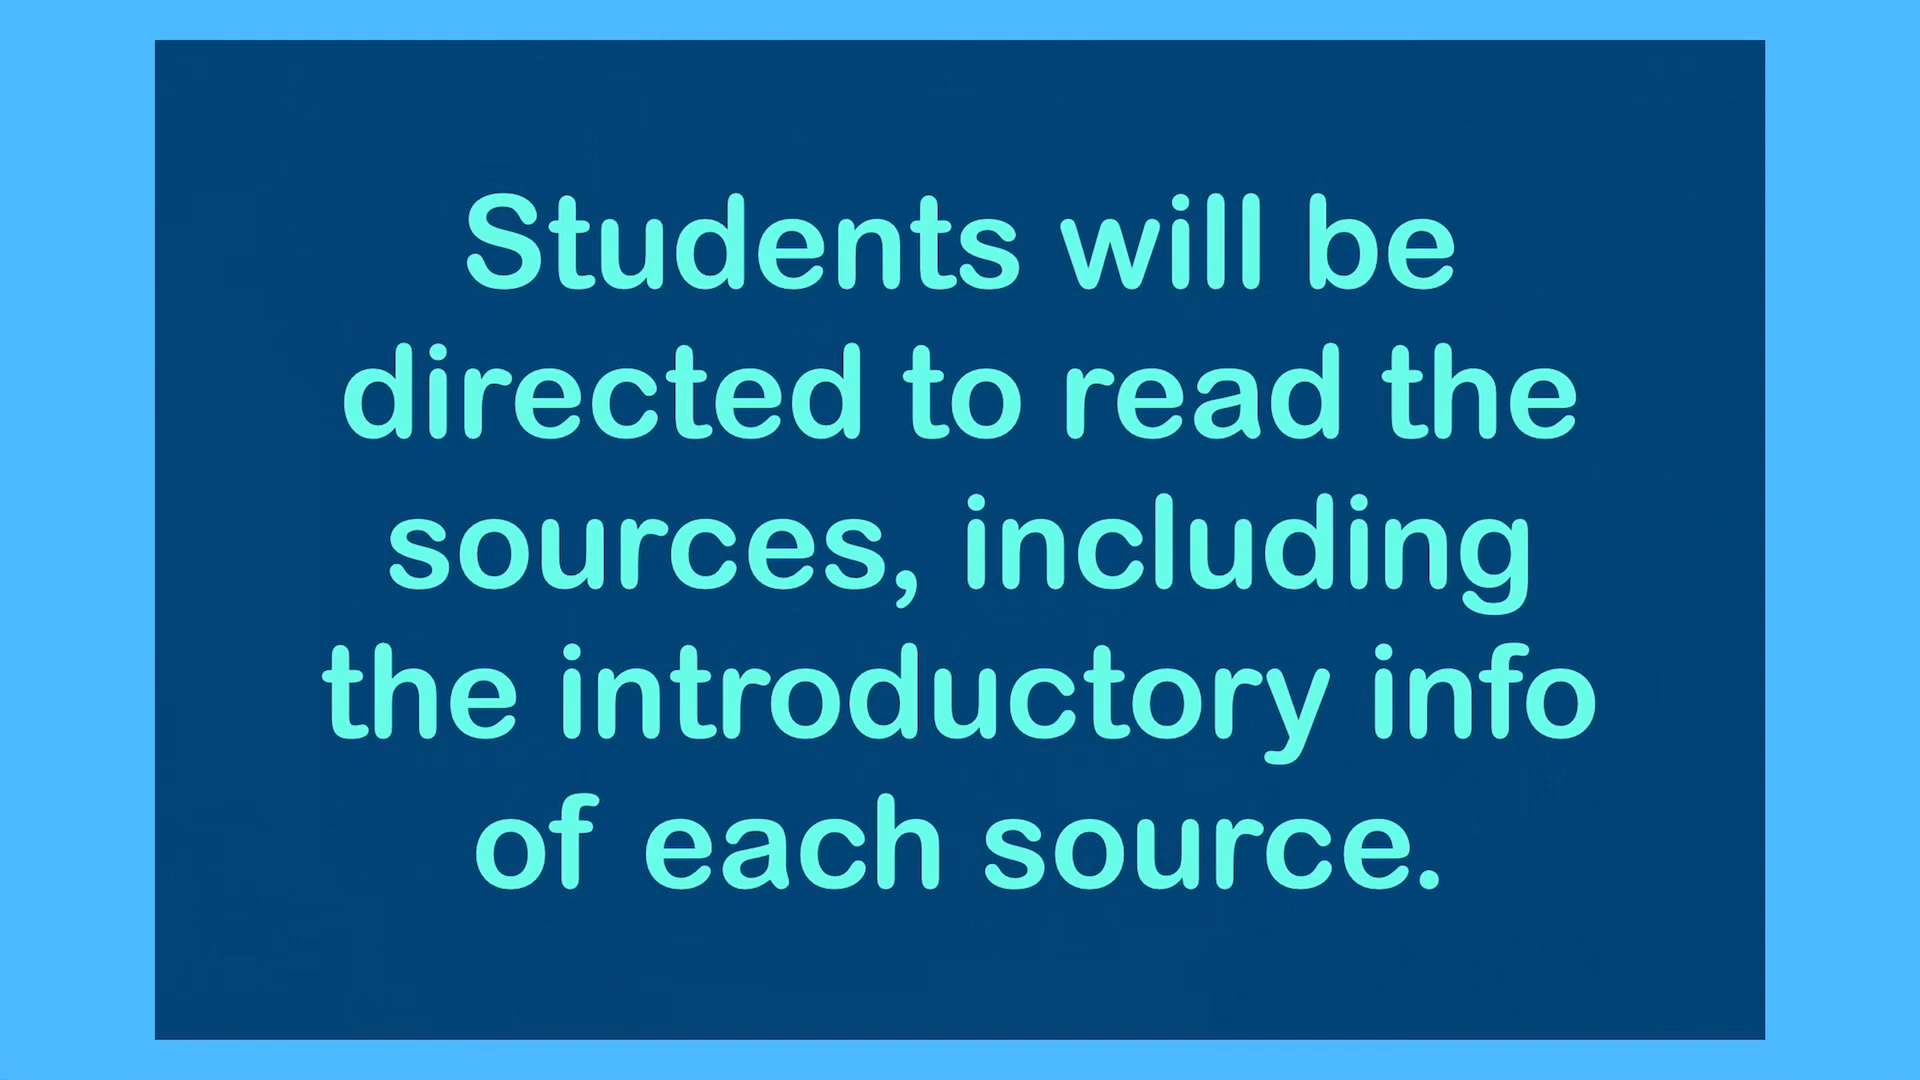 Students will be
directed to read the
sources, including
the introductory info
of each source.